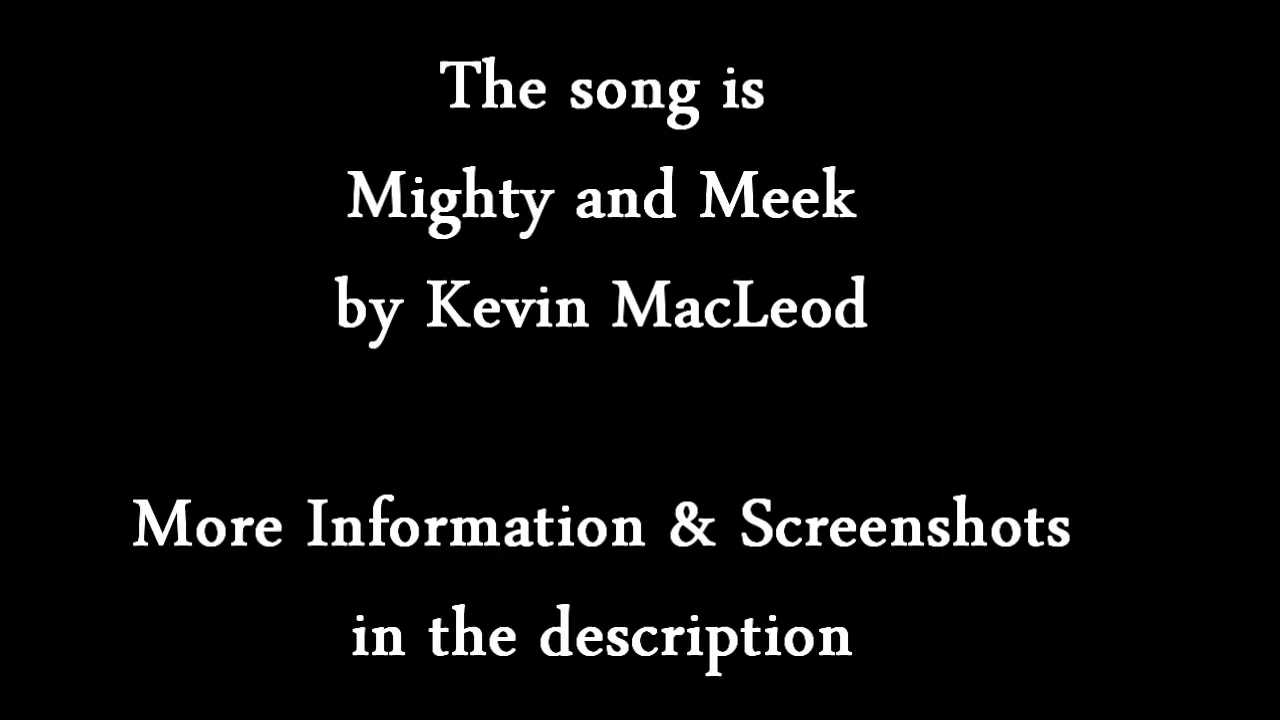 The song is
Mighty and Meek
by Kevin MacLeod
More Information & Screenshots
in the description